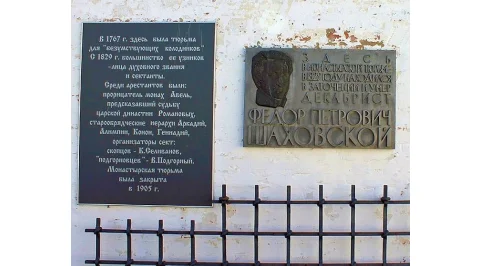 В 1767 г. здесь была тюрьма
для "безумствующих колодников"
С 1829 г. большинство ее узников
-лица духовного звания
и сектанты.
Среди арестантов были:
прорицатель монах Авель,
предсказавший судьбу
царской династии Романовых,
старообрядческие иерархи Аркадий,
Алимпий, Конон, Геннадий,
организаторы сект:
скопцов - К.Селиванов,
"подгорновцев" - В.Подгорный.
Монастырская тюрьма
была закрыта
в 1905 г.
ЗДЕСЬ
В ЗАТОЧЕНИИ И УМЕР
ДЕКАБРИСТ
ФЕДОР ПЕТРОВИЧ
ШАХОВСКОЙ